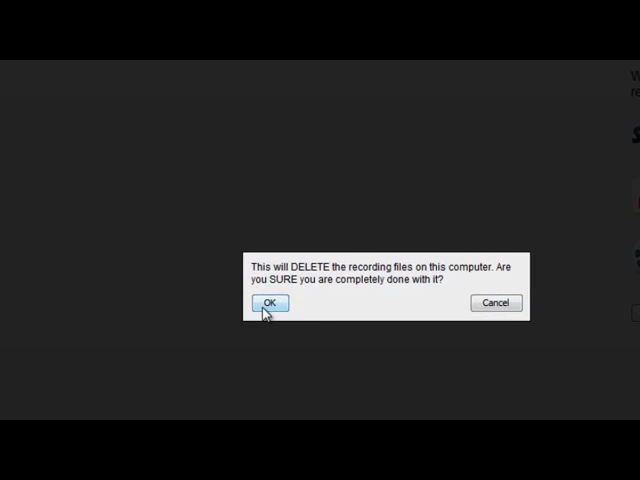 This will DELETE the recording files on this computer. Are
you SURE you are completely done with it?
OK
Cancel